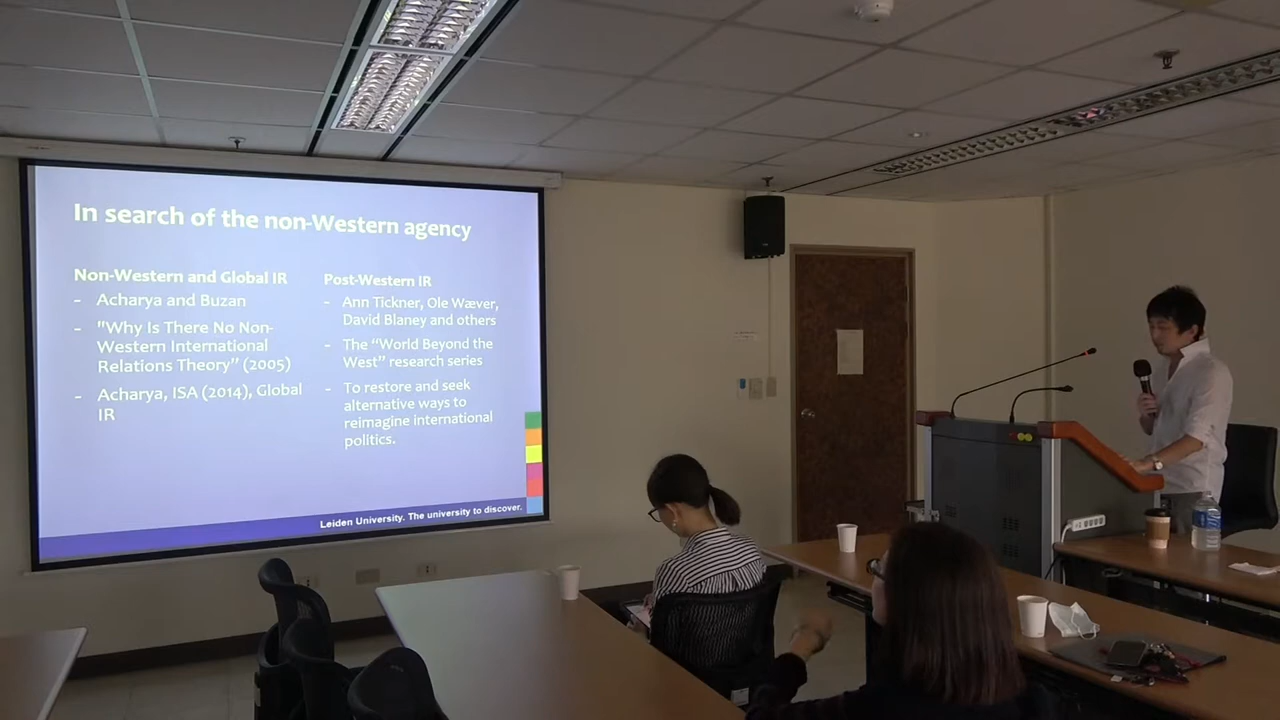 In search of the non-Western agency
Non-Western and Global IR
- Acharya and Buzan
- "Why Is There No Non-
Western International
Relations Theory" (2005)
- Acharya, ISA (2014), Global
IR
Post-Western IR
- Ann Tickner, Ole Wæver,
David Blaney and others
- The “World Beyond the
West” research series
- To restore and seek
alternative ways to
reimagine international
politics.
Leiden University. The university to discover.